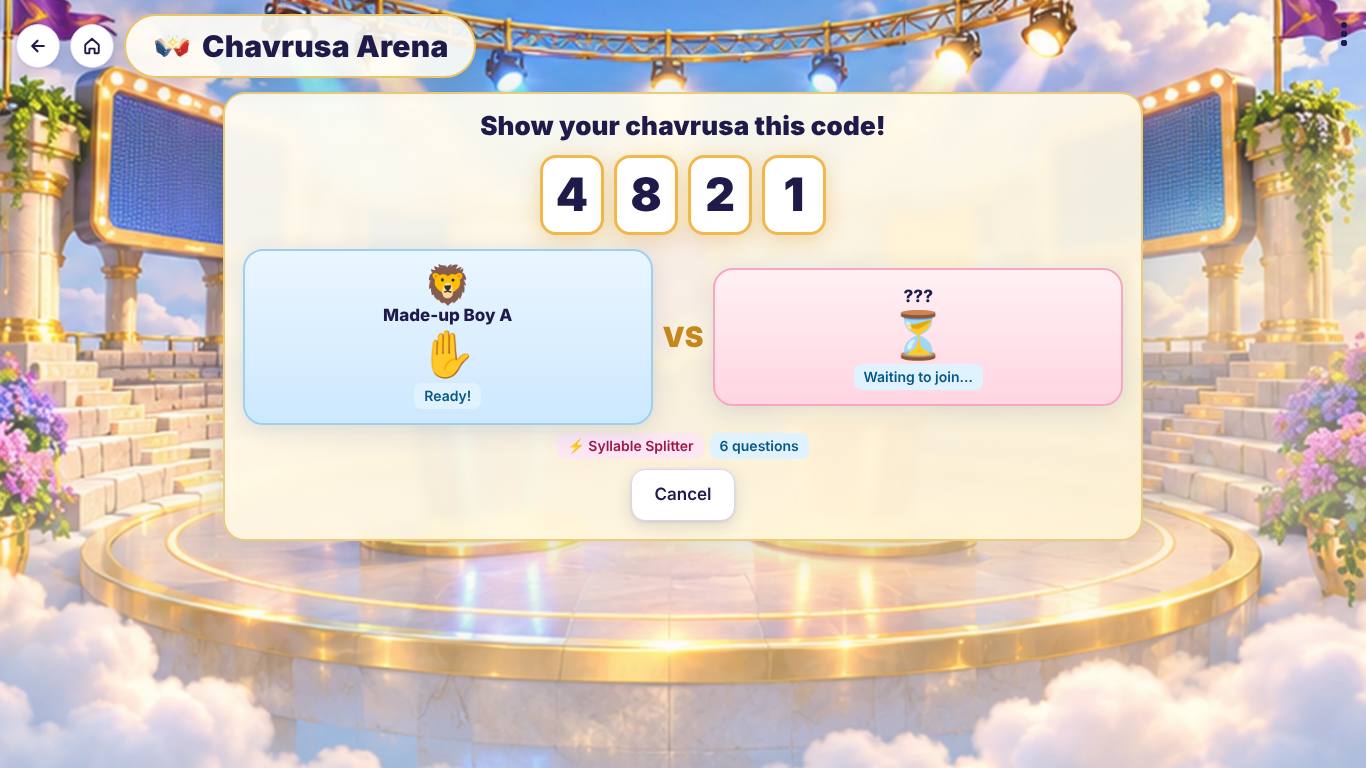 Chavrusa Arena
Show your chavrusa this code!
4 8 2 1
Made-up Boy A
Ready!
VS
???
Waiting to join...
⚡ Syllable Splitter
6 questions
Cancel